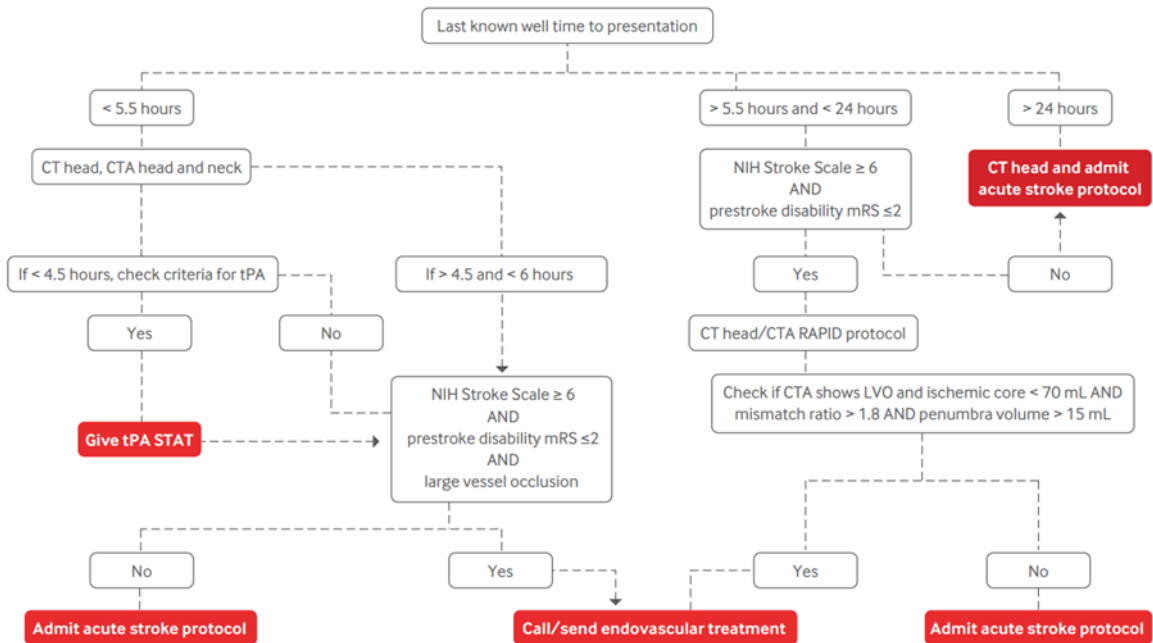 Last known well time to presentation
< 5.5 hours
> 5.5 hours and < 24 hours
> 24 hours
CT head, CTA head and neck
NIH Stroke Scale ≥ 6
AND
prestroke disability mRS ≤2
CT head and admit
acute stroke protocol
If < 4.5 hours, check criteria for tPA
If > 4.5 and < 6 hours
Yes
No
Yes
No
CT head/CTA RAPID protocol
NIH Stroke Scale ≥ 6
AND
prestroke disability mRS ≤2
AND
large vessel occlusion
Check if CTA shows LVO and ischemic core < 70 mL AND
mismatch ratio > 1.8 AND penumbra volume > 15 mL
Give tPA STAT
No
Yes
Yes
No
Admit acute stroke protocol
Call/send endovascular treatment
Admit acute stroke protocol